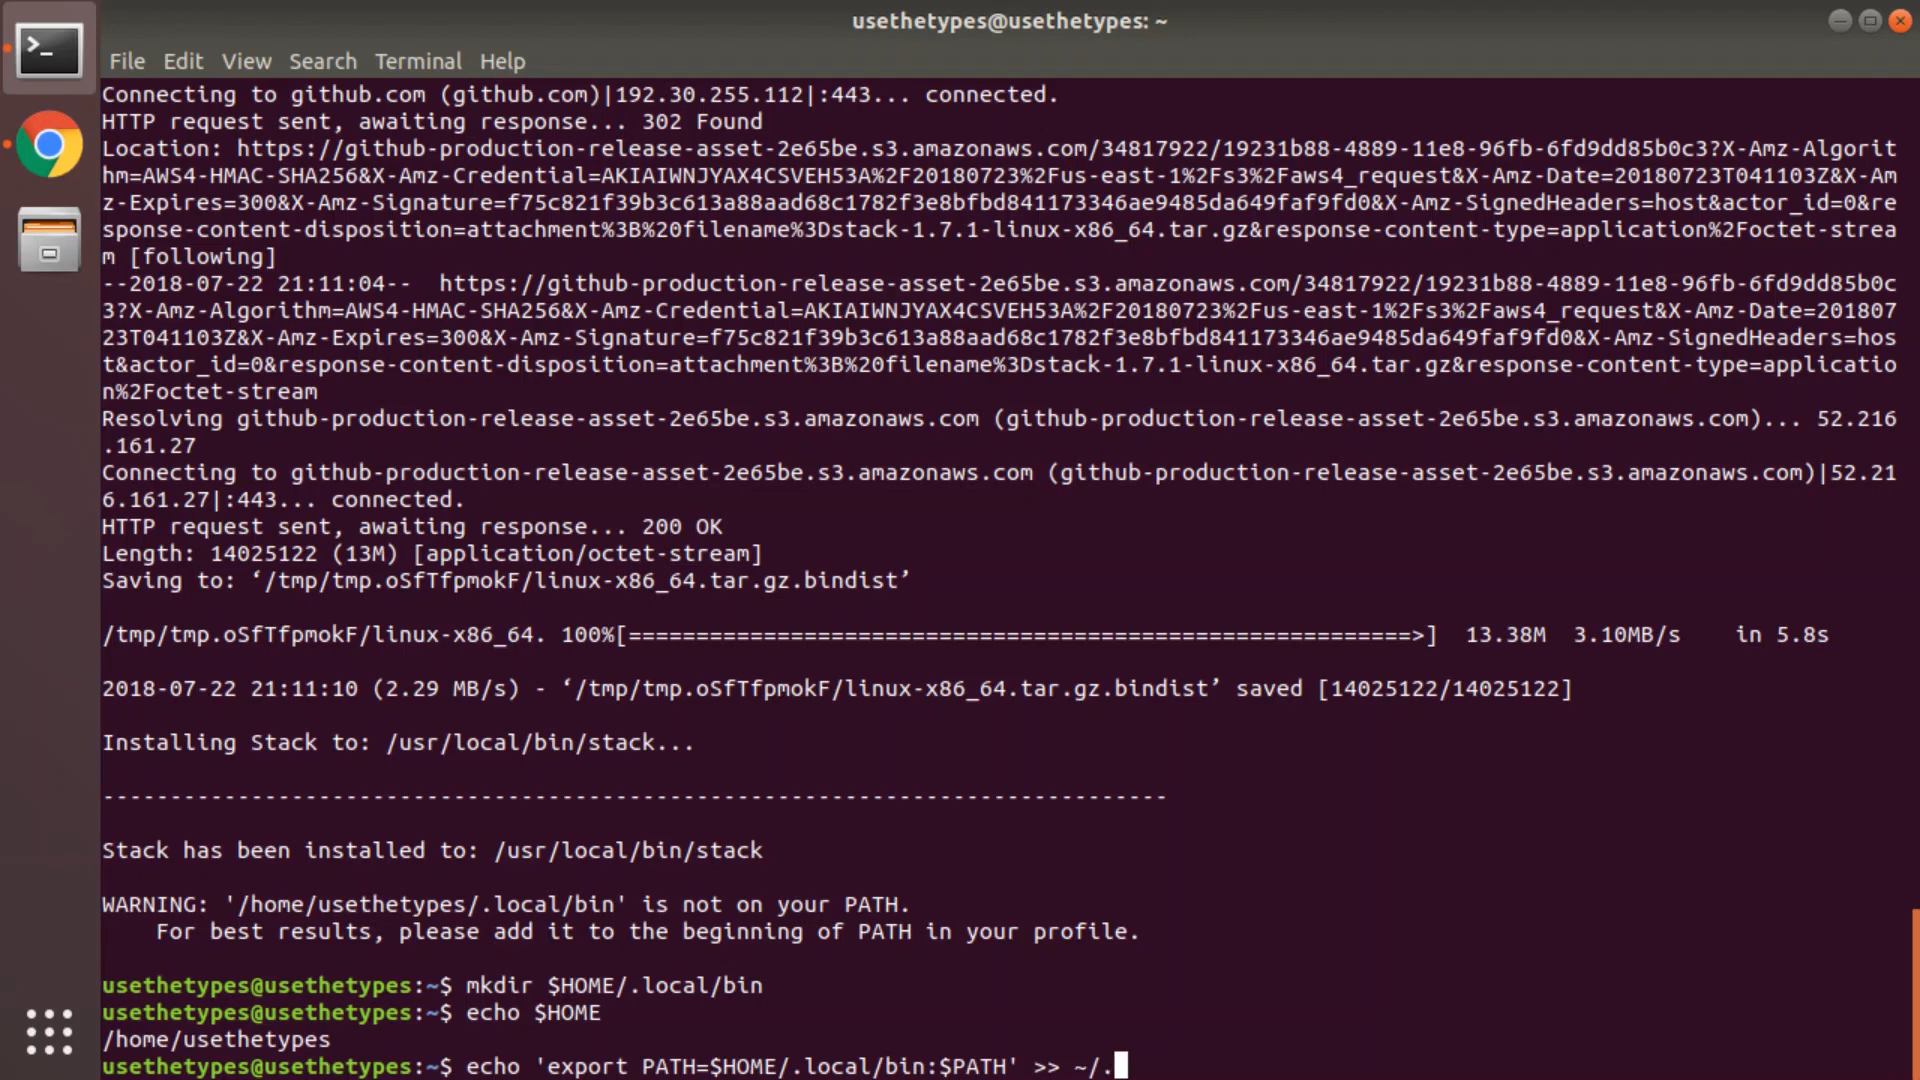 usethetypes@usethetypes: ~
File Edit View Search Terminal Help
Connecting to github.com (github.com)|192.30.255.112|:443... connected.
HTTP request sent, awaiting response... 302 Found
Location: https://github-production-release-asset-2e65be.s3.amazonaws.com/34817922/19231b88-4889-11e8-96fb-6fd9dd85b0c3?X-Amz-Algorit
hm=AWS4-HMAC-SHA256&X-Amz-Credential=AKIAIWNJYAX4CSVEH53A%2F20180723%2Fus-east-1%2Fs3%2Faws4_request&X-Amz-Date=20180723T041103Z&X-Am
z-Expires=300&X-Amz-Signature=f75c821f39b3c613a88aad68c1782f3e8bfbd841173346ae9485da649faf9fd0&X-Amz-SignedHeaders=host&actor_id=0&re
sponse-content-disposition=attachment%3B%20filename%3Dstack-1.7.1-linux-x86_64.tar.gz&response-content-type=application%2Foctet-strea
m [following]
--2018-07-22 21:11:04--  https://github-production-release-asset-2e65be.s3.amazonaws.com/34817922/19231b88-4889-11e8-96fb-6fd9dd85b0c
3?X-Amz-Algorithm=AWS4-HMAC-SHA256&X-Amz-Credential=AKIAIWNJYAX4CSVEH53A%2F20180723%2Fus-east-1%2Fs3%2Faws4_request&X-Amz-Date=201807
23T041103Z&X-Amz-Expires=300&X-Amz-Signature=f75c821f39b3c613a88aad68c1782f3e8bfbd841173346ae9485da649faf9fd0&X-Amz-SignedHeaders=hos
t&actor_id=0&response-content-disposition=attachment%3B%20filename%3Dstack-1.7.1-linux-x86_64.tar.gz&response-content-type=applicatio
n%2Foctet-stream
Resolving github-production-release-asset-2e65be.s3.amazonaws.com (github-production-release-asset-2e65be.s3.amazonaws.com)... 52.216
.161.27
Connecting to github-production-release-asset-2e65be.s3.amazonaws.com (github-production-release-asset-2e65be.s3.amazonaws.com)|52.21
6.161.27|:443... connected.
HTTP request sent, awaiting response... 200 OK
Length: 14025122 (13M) [application/octet-stream]
Saving to: ‘/tmp/tmp.oSfTfpmokF/linux-x86_64.tar.gz.bindist’
/tmp/tmp.oSfTfpmokF/linux-x86_64. 100%[==========================================================>]  13.38M  3.10MB/s    in 5.8s
2018-07-22 21:11:10 (2.29 MB/s) - ‘/tmp/tmp.oSfTfpmokF/linux-x86_64.tar.gz.bindist’ saved [14025122/14025122]
Installing Stack to: /usr/local/bin/stack...
-------------------------------------------------------------------------------
Stack has been installed to: /usr/local/bin/stack
WARNING: '/home/usethetypes/.local/bin' is not on your PATH.
    For best results, please add it to the beginning of PATH in your profile.
usethetypes@usethetypes:~$ mkdir $HOME/.local/bin
usethetypes@usethetypes:~$ echo $HOME
/home/usethetypes
usethetypes@usethetypes:~$ echo 'export PATH=$HOME/.local/bin:$PATH' >> ~/.